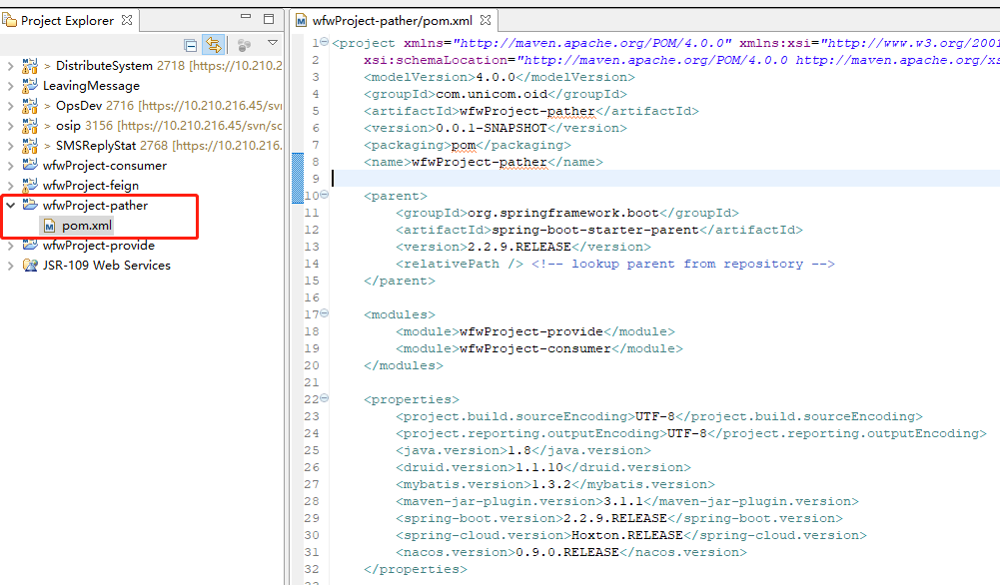 Project Explorer
> DistributeSystem 2718 [https://10.210.2
LeavingMessage
> OpsDev 2716 [https://10.210.216.45/svn
> osip 3156 [https://10.210.216.45/svn/sc
> SMSReplyStat 2768 [https://10.210.216.
wfwProject-consumer
wfwProject-feign
wfwProject-pather
pom.xml
wfwProject-provide
JSR-109 Web Services
wfwProject-pather/pom.xml
1 <project xmlns="http://maven.apache.org/POM/4.0.0" xmlns:xsi="http://www.w3.org/2001
2 xsi:schemaLocation="http://maven.apache.org/POM/4.0.0 http://maven.apache.org/xs
3 <modelVersion>4.0.0</modelVersion>
4 <groupId>com.unicom.oid</groupId>
5 <artifactId>wfwProject-pather</artifactId>
6 <version>0.0.1-SNAPSHOT</version>
7 <packaging>pom</packaging>
8 <name>wfwProject-pather</name>
9
10 <parent>
11 <groupId>org.springframework.boot</groupId>
12 <artifactId>spring-boot-starter-parent</artifactId>
13 <version>2.2.9.RELEASE</version>
14 <relativePath /> <!-- lookup parent from repository -->
15 </parent>
16
17 <modules>
18 <module>wfwProject-provide</module>
19 <module>wfwProject-consumer</module>
20 </modules>
21
22 <properties>
23 <project.build.sourceEncoding>UTF-8</project.build.sourceEncoding>
24 <project.reporting.outputEncoding>UTF-8</project.reporting.outputEncoding>
25 <java.version>1.8</java.version>
26 <druid.version>1.1.10</druid.version>
27 <mybatis.version>1.3.2</mybatis.version>
28 <maven-jar-plugin.version>3.1.1</maven-jar-plugin.version>
29 <spring-boot.version>2.2.9.RELEASE</spring-boot.version>
30 <spring-cloud.version>Hoxton.RELEASE</spring-cloud.version>
31 <nacos.version>0.9.0.RELEASE</nacos.version>
32 </properties>